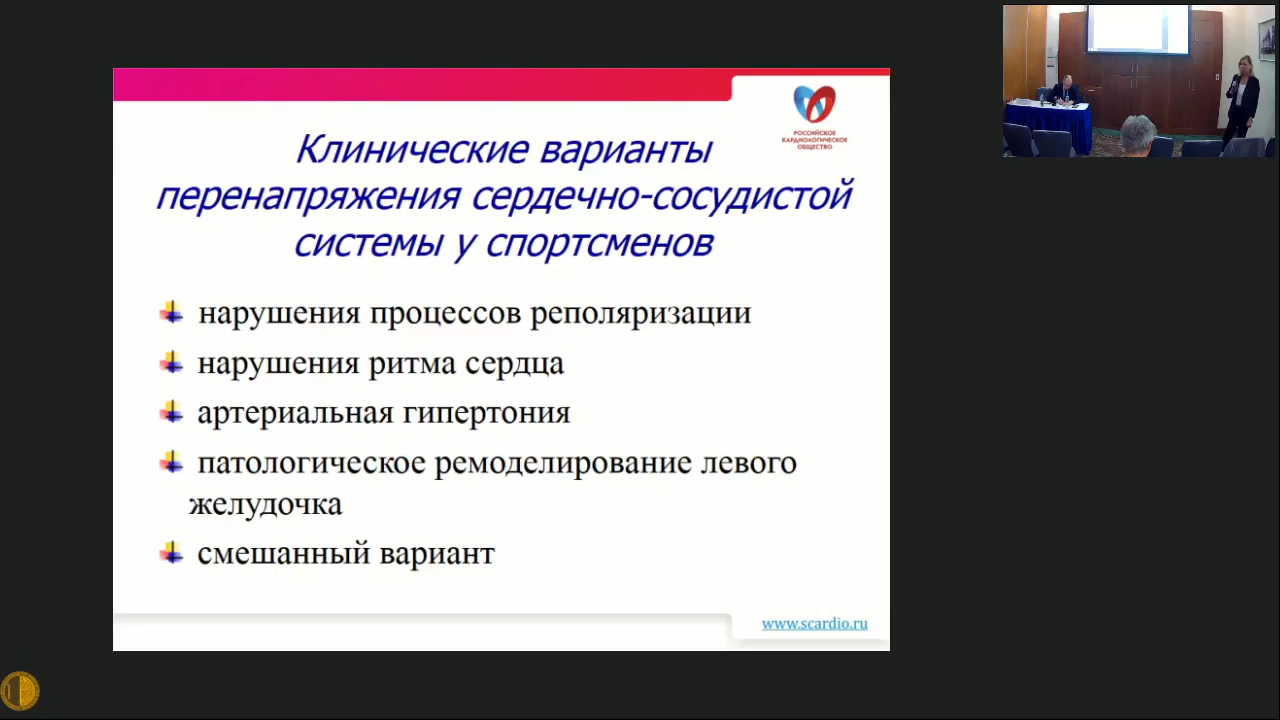 РОССИЙСКОЕ
КАРДИОЛОГИЧЕСКОЕ
ОБЩЕСТВО
Клинические варианты
перенапряжения сердечно-сосудистой
системы у спортсменов
нарушения процессов реполяризации
нарушения ритма сердца
артериальная гипертония
патологическое ремоделирование левого
желудочка
смешанный вариант
www.scardio.ru